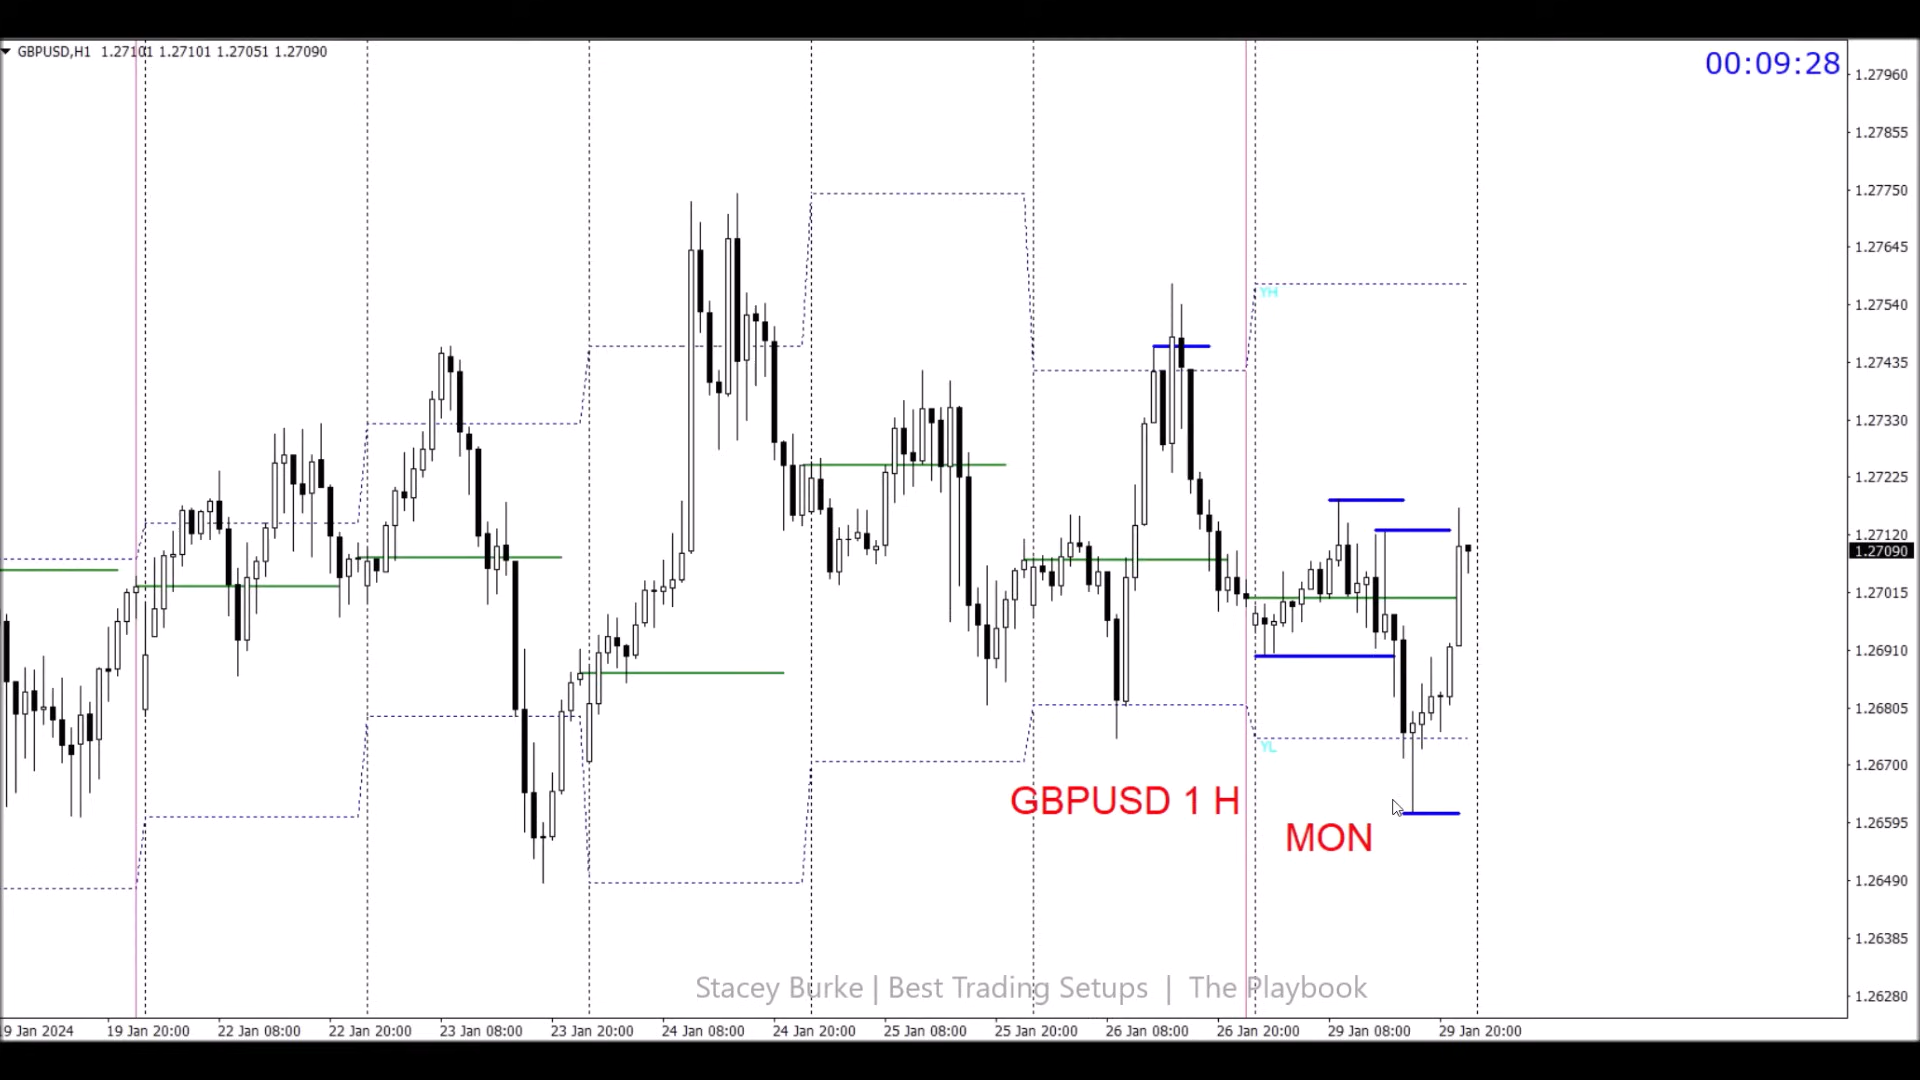 GBPUSD,H1 1.27101 1.27101 1.27051 1.27090
00:09:28
1.27960
1.27855
1.27750
1.27645
YH
1.27540
1.27435
1.27330
1.27225
1.27120
1.27090
1.27015
1.26910
1.26805
YL
1.26700
GBPUSD 1 H
1.26595
MON
1.26490
1.26385
Stacey Burke | Best Trading Setups | The Playbook
1.26280
9 Jan 2024 19 Jan 20:00 22 Jan 08:00 22 Jan 20:00 23 Jan 08:00 23 Jan 20:00 24 Jan 08:00 24 Jan 20:00 25 Jan 08:00 25 Jan 20:00 26 Jan 08:00 26 Jan 20:00 29 Jan 08:00 29 Jan 20:00